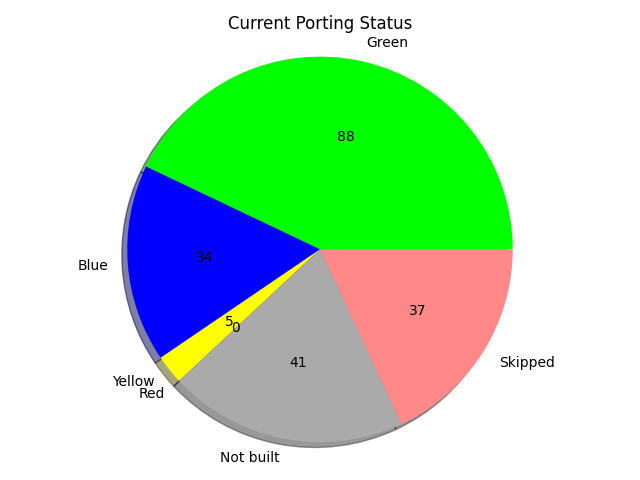 Current Porting Status
Green
88
Blue
34
Yellow
5
Red
0
Not built
41
Skipped
37